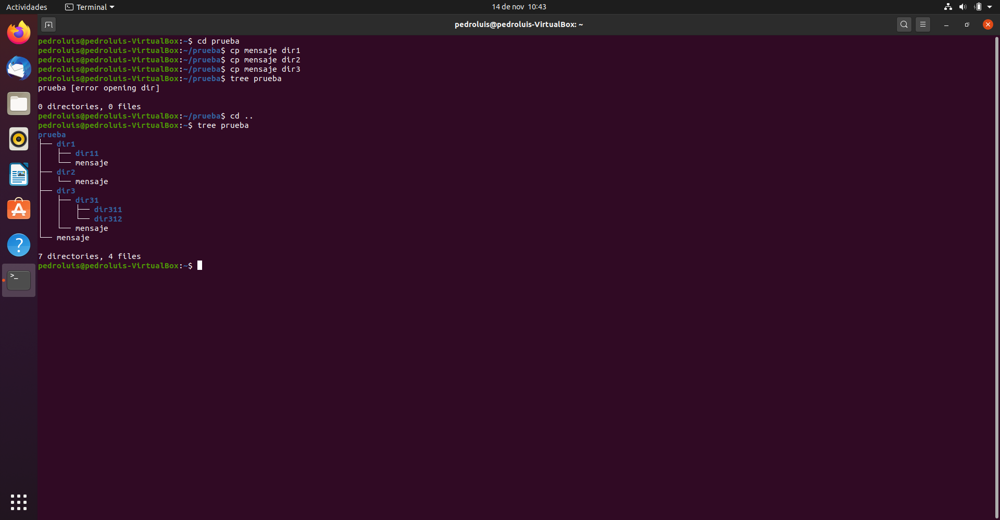 Actividades Terminal 14 de nov 10:43
pedroluis@pedroluis-VirtualBox: ~
pedroluis@pedroluis-VirtualBox:~$ cd prueba
pedroluis@pedroluis-VirtualBox:~/prueba$ cp mensaje dir1
pedroluis@pedroluis-VirtualBox:~/prueba$ cp mensaje dir2
pedroluis@pedroluis-VirtualBox:~/prueba$ cp mensaje dir3
pedroluis@pedroluis-VirtualBox:~/prueba$ tree prueba
prueba [error opening dir]
0 directories, 0 files
pedroluis@pedroluis-VirtualBox:~/prueba$ cd ..
pedroluis@pedroluis-VirtualBox:~$ tree prueba
prueba
├── dir1
│   ├── dir11
│   └── mensaje
├── dir2
│   └── mensaje
├── dir3
│   ├── dir31
│   │   ├── dir311
│   │   └── dir312
│   └── mensaje
└── mensaje
7 directories, 4 files
pedroluis@pedroluis-VirtualBox:~$